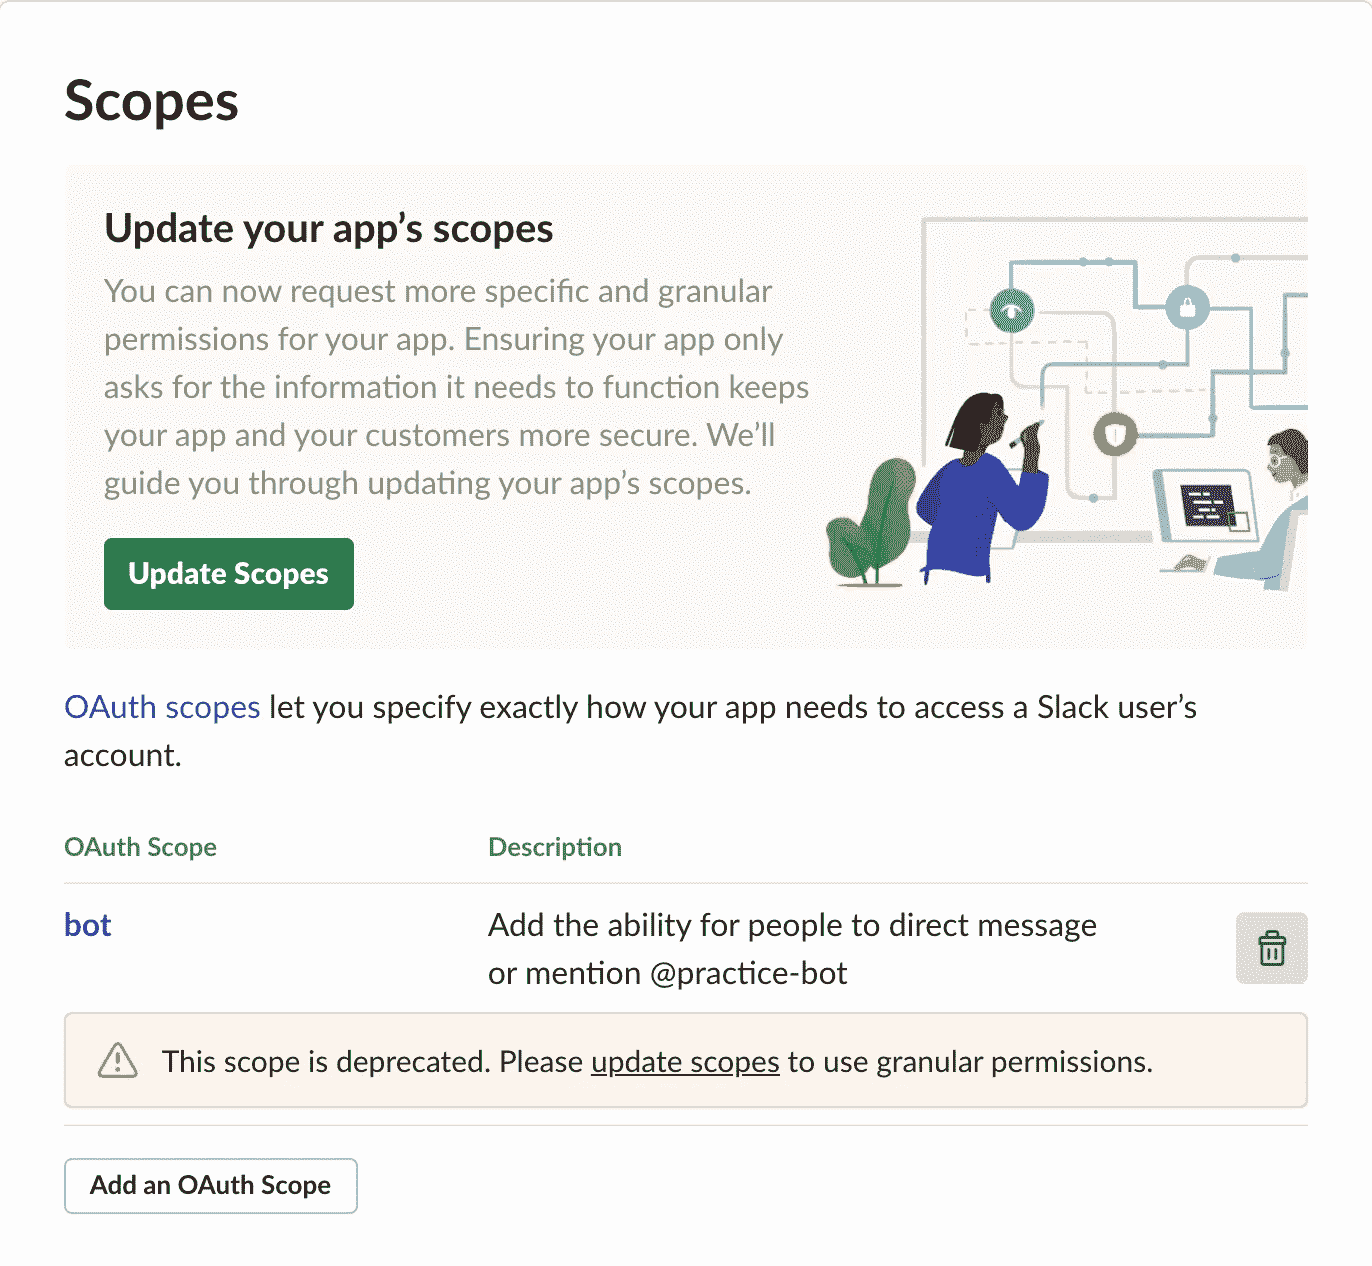 Scopes
Update your app’s scopes
You can now request more specific and granular
permissions for your app. Ensuring your app only
asks for the information it needs to function keeps
your app and your customers more secure. We’ll
guide you through updating your app’s scopes.
Update Scopes
OAuth scopes let you specify exactly how your app needs to access a Slack user’s
account.
OAuth Scope Description
bot Add the ability for people to direct message
or mention @practice-bot
This scope is deprecated. Please update scopes to use granular permissions.
Add an OAuth Scope